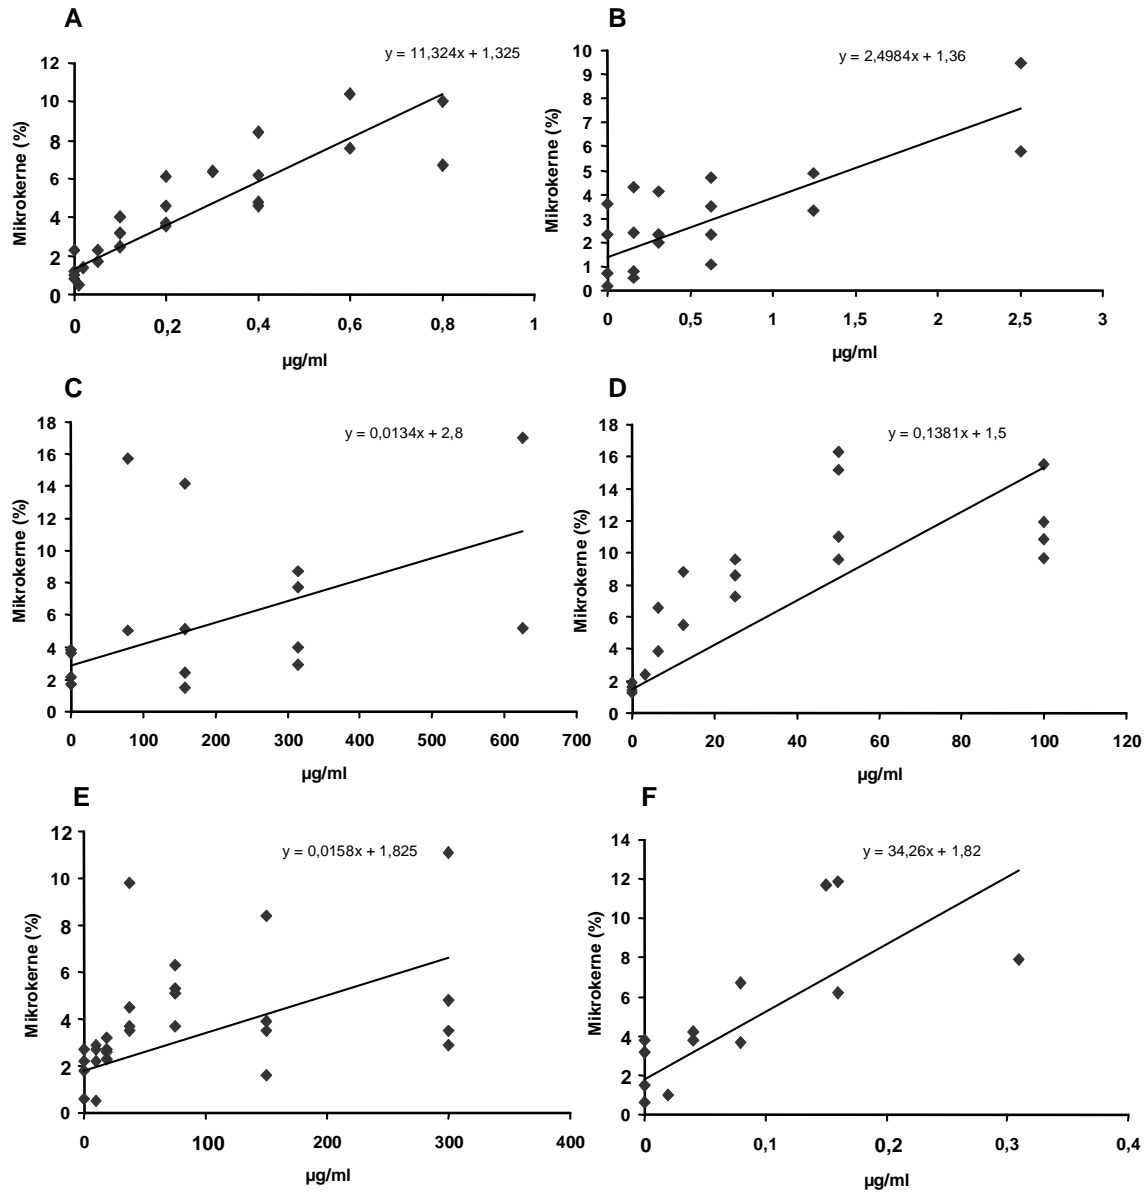 A
y = 11,324x + 1,325
Mikrokerne (%)
12
10
8
6
4
2
0
0 0,2 0,4 0,6 0,8 1
µg/ml
B
y = 2,4984x + 1,36
Mikrokerne (%)
10
9
8
7
6
5
4
3
2
1
0
0 0,5 1 1,5 2 2,5 3
µg/ml
C
y = 0,0134x + 2,8
Mikrokerne (%)
18
16
14
12
10
8
6
4
2
0
0 100 200 300 400 500 600 700
µg/ml
D
y = 0,1381x + 1,5
Mikrokerne (%)
18
16
14
12
10
8
6
4
2
0
0 20 40 60 80 100 120
µg/ml
E
y = 0,0158x + 1,825
Mikrokerne (%)
12
10
8
6
4
2
0
0 100 200 300 400
µg/ml
F
y = 34,26x + 1,82
Mikrokerne (%)
14
12
10
8
6
4
2
0
0 0,1 0,2 0,3 0,4
µg/ml